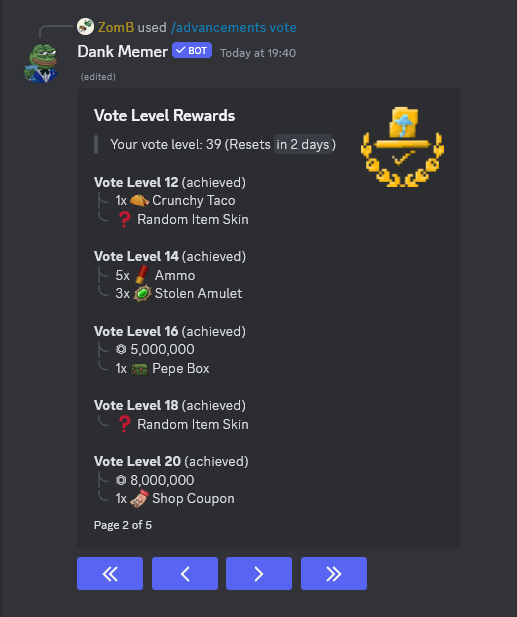 ZomB used /advancements vote
Dank Memer BOT Today at 19:40
(edited)
Vote Level Rewards
Your vote level: 39 (Resets in 2 days)
Vote Level 12 (achieved)
1x Crunchy Taco
❓ Random Item Skin
Vote Level 14 (achieved)
5x Ammo
3x Stolen Amulet
Vote Level 16 (achieved)
⏣ 5,000,000
1x Pepe Box
Vote Level 18 (achieved)
❓ Random Item Skin
Vote Level 20 (achieved)
⏣ 8,000,000
1x Shop Coupon
Page 2 of 5